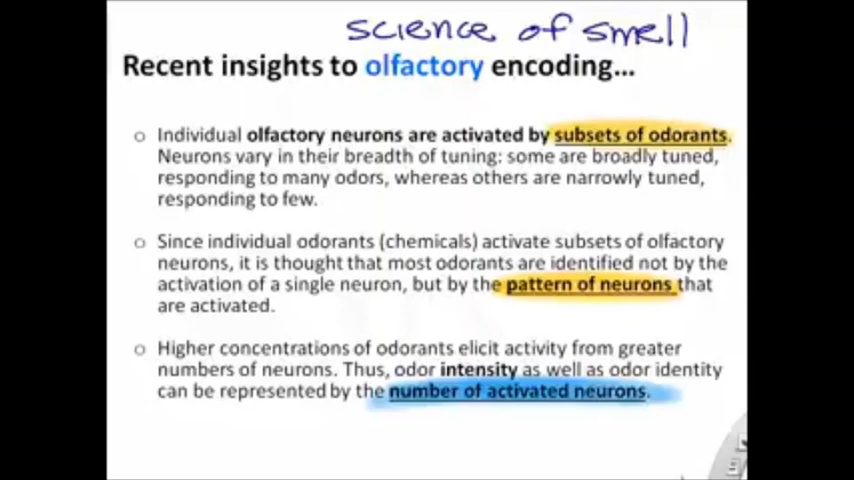 science of smell
Recent insights to olfactory encoding...
o Individual olfactory neurons are activated by subsets of odorants.
Neurons vary in their breadth of tuning: some are broadly tuned,
responding to many odors, whereas others are narrowly tuned,
responding to few.
o Since individual odorants (chemicals) activate subsets of olfactory
neurons, it is thought that most odorants are identified not by the
activation of a single neuron, but by the pattern of neurons that
are activated.
o Higher concentrations of odorants elicit activity from greater
numbers of neurons. Thus, odor intensity as well as odor identity
can be represented by the number of activated neurons.